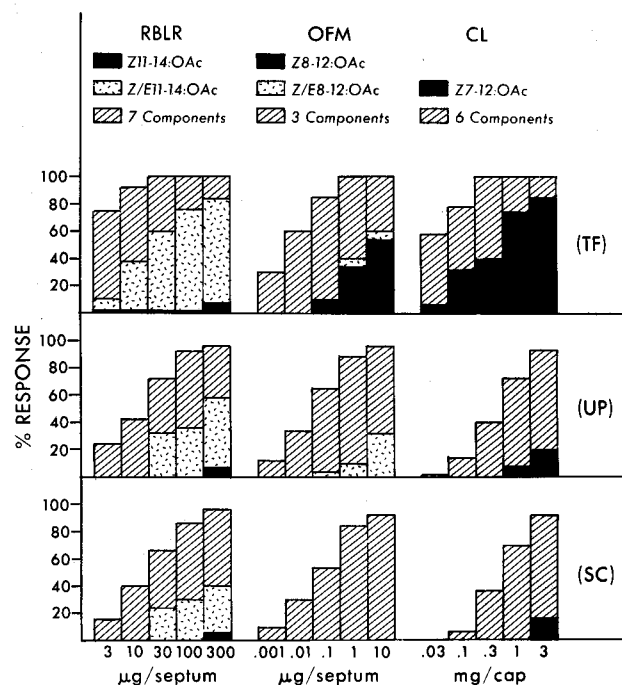 RBLR OFM CL
Z11-14:OAc Z8-12:OAc
Z/E11-14:OAc Z/E8-12:OAc Z7-12:OAc
7 Components 3 Components 6 Components
% RESPONSE
100
80
60
40
20
(TF)
100
80
60
40
20
(UP)
100
80
60
40
20
(SC)
3 10 30 100 300 .001 .01 .1 1 10 .03 .1 .3 1 3
μg/septum μg/septum mg/cap